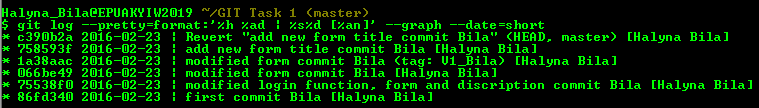 Halyna_Bila@EPUAKYIW2019 ~/GIT Task 1 (master)
$ git log --pretty=format:'%h %ad ¦ %s%d [%an]' --graph --date=short
* c390b2a 2016-02-23 ¦ Revert "add new form title commit Bila" (HEAD, master) [Halyna Bila]
* 758593f 2016-02-23 ¦ add new form title commit Bila [Halyna Bila]
* 1a38aac 2016-02-23 ¦ modified form commit Bila (tag: V1_Bila) [Halyna Bila]
* 066be49 2016-02-23 ¦ modified form commit Bila [Halyna Bila]
* 75538f0 2016-02-23 ¦ modified login function, form and discription commit Bila [Halyna Bila]
* 86fd340 2016-02-23 ¦ first commit Bila [Halyna Bila]